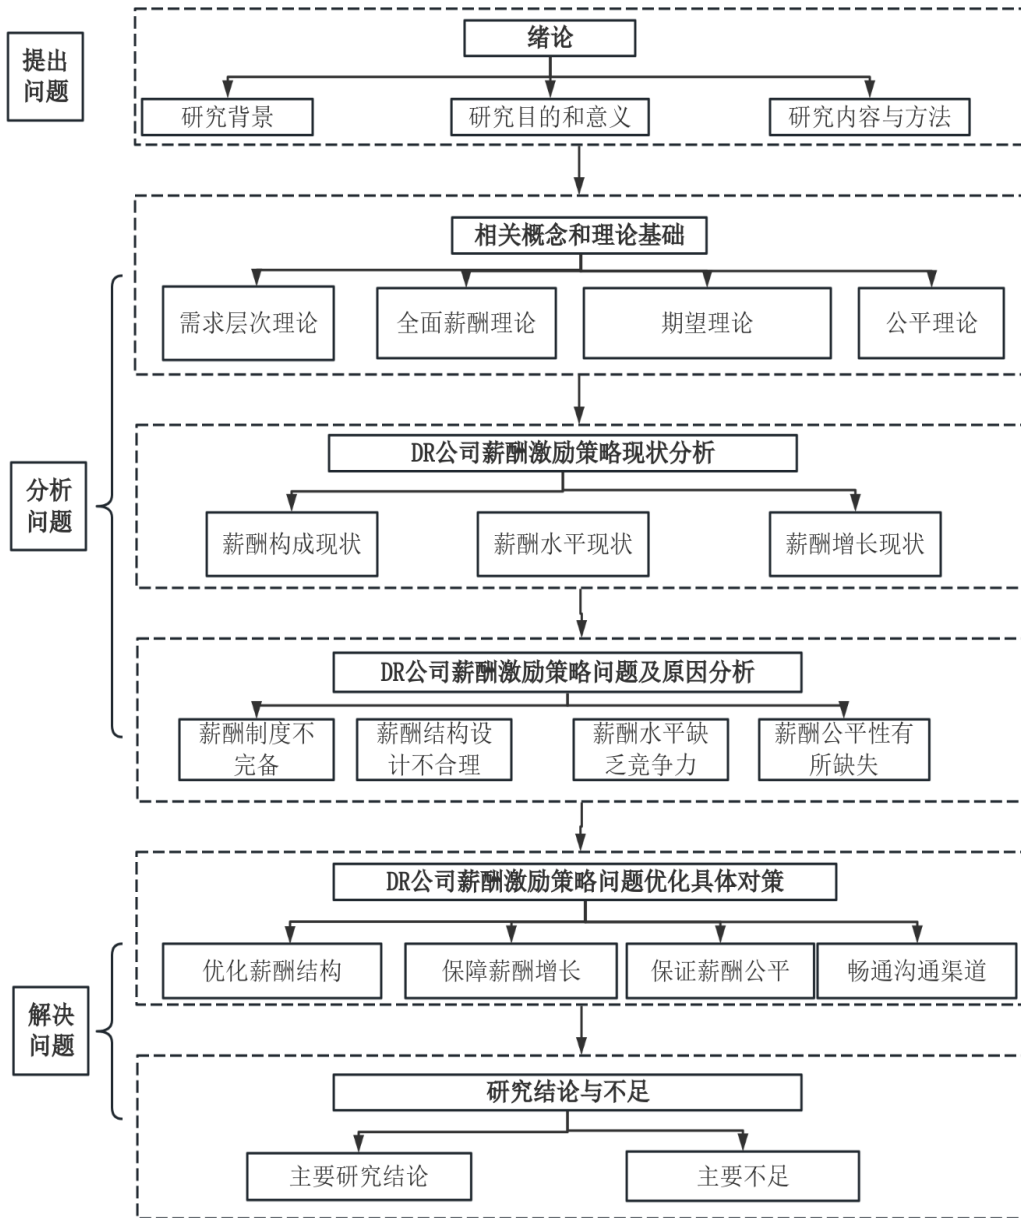 提出
问题
绪论
研究背景
研究目的和意义
研究内容与方法
相关概念和理论基础
需求层次理论
全面薪酬理论
期望理论
公平理论
分析
问题
DR公司薪酬激励策略现状分析
薪酬构成现状
薪酬水平现状
薪酬增长现状
DR公司薪酬激励策略问题及原因分析
薪酬制度不
完备
薪酬结构设
计不合理
薪酬水平缺
乏竞争力
薪酬公平性有
所缺失
解决
问题
DR公司薪酬激励策略问题优化具体对策
优化薪酬结构
保障薪酬增长
保证薪酬公平
畅通沟通渠道
研究结论与不足
主要研究结论
主要不足